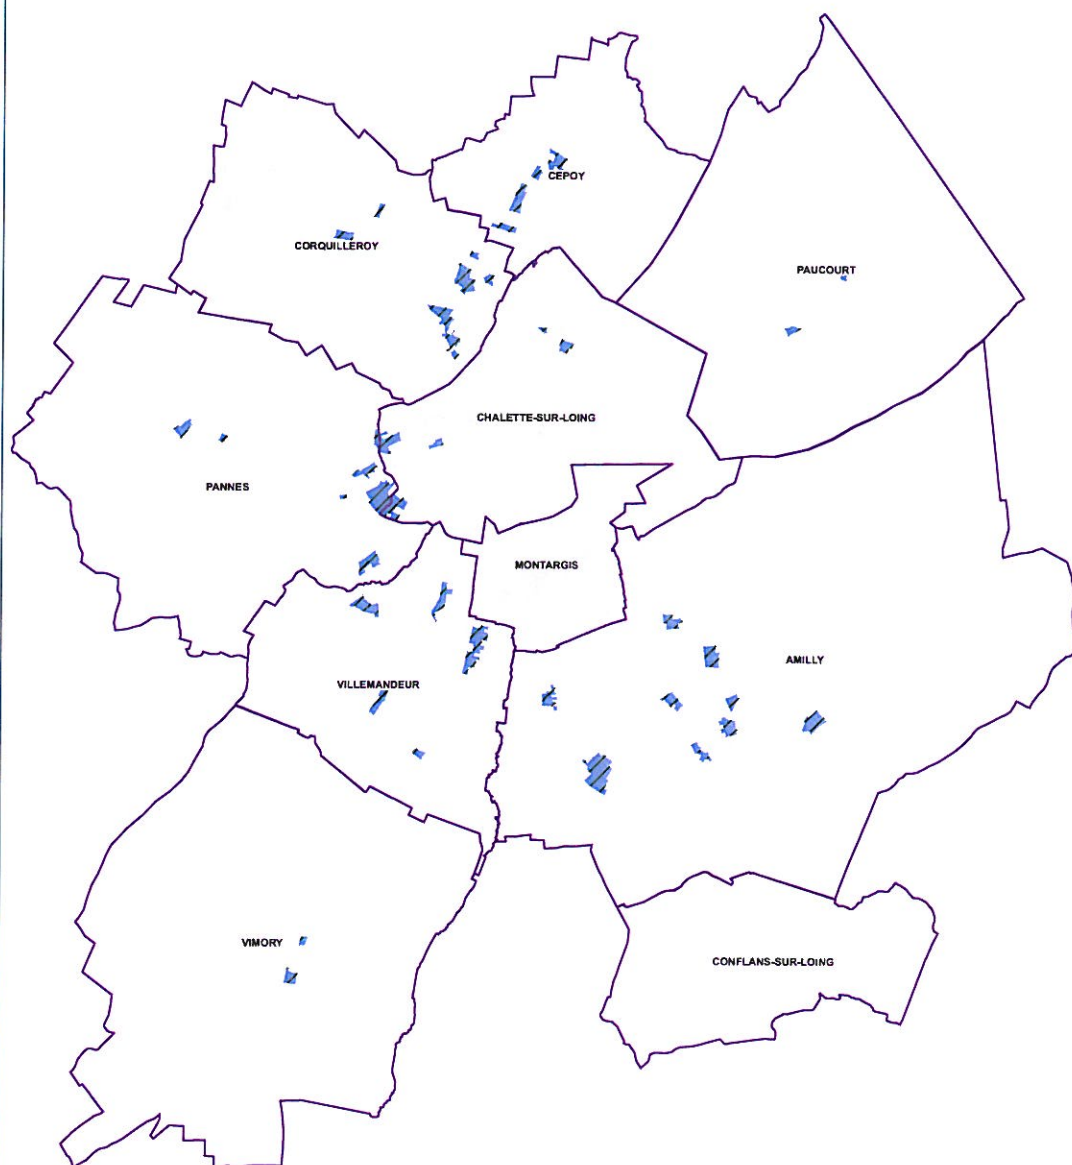 CEPOY
CORQUILLEROY
PAUCOURT
CHALETTE-SUR-LOING
PANNES
MONTARGIS
AMILLY
VILLEMANDEUR
VIMORY
CONFLANS-SUR-LOING